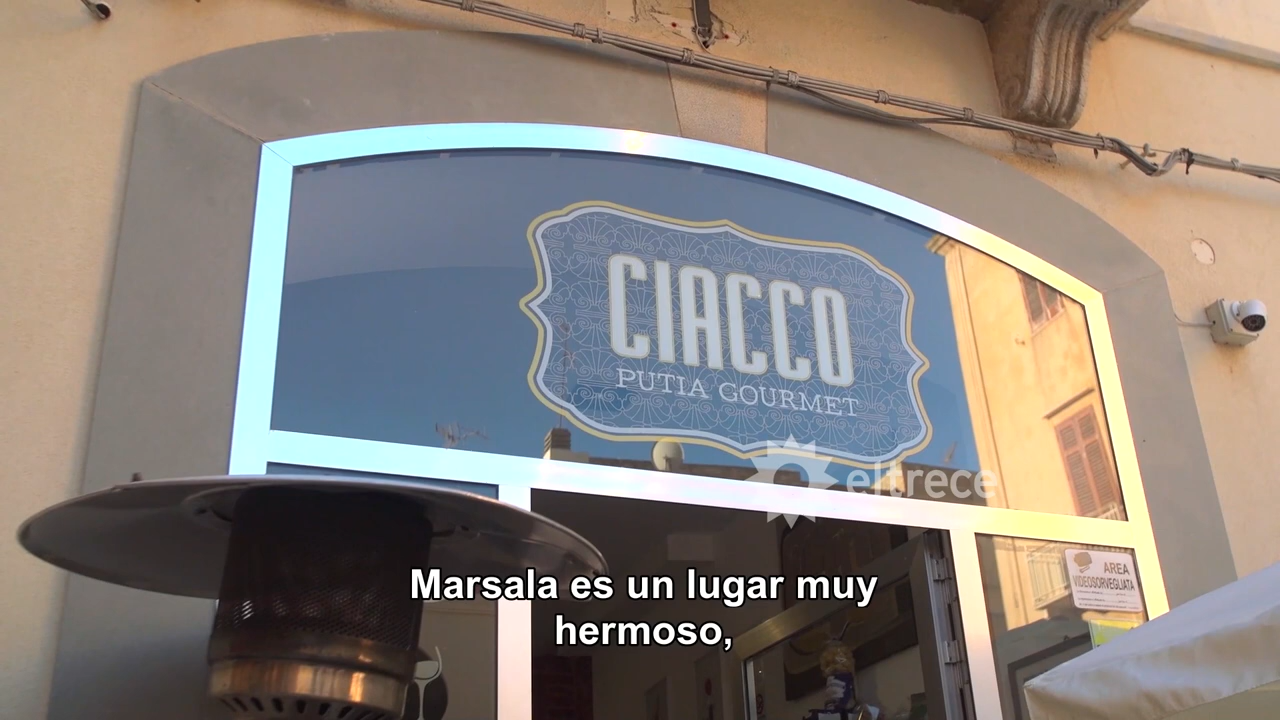 CIACCO
PUTIA GOURMET
eltrece
AREA
VIDEOSORVEGLIATA
Marsala es un lugar muy
hermoso,